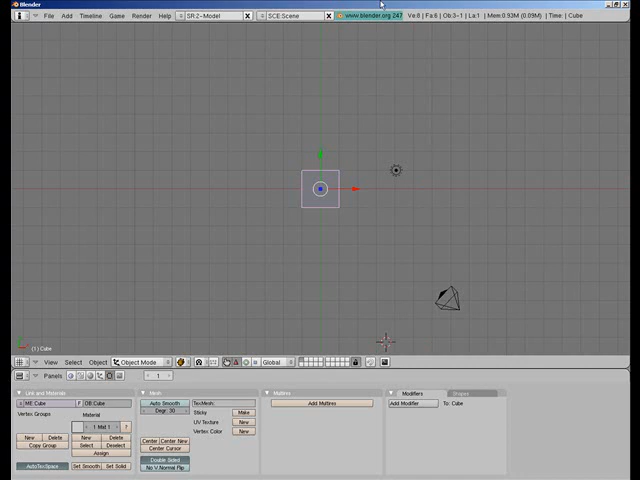 Blender
File Add Timeline Game Render Help SR:2-Model SCE:Scene www.blender.org 247 Ve:8 | Fa:6 | Ob:3-1 | La:1 | Mem:0.93M (0.09M) | Time: | Cube
(1) Cube
View Select Object Object Mode Global
Panels 1
Link and Materials Mesh Multires Modifiers Shapes
ME:Cube F OB:Cube Auto Smooth TexMesh: Add Multires Add Modifier To: Cube
Degr: 30
Vertex Groups Material Sticky Make
1 Mat 1 ? UV Texture New
New Delete New Delete Vertex Color New
Copy Group Select Deselect Center Center New
Assign Center Cursor
AutoTexSpace Set Smooth Set Solid Double Sided
No V.Normal Flip